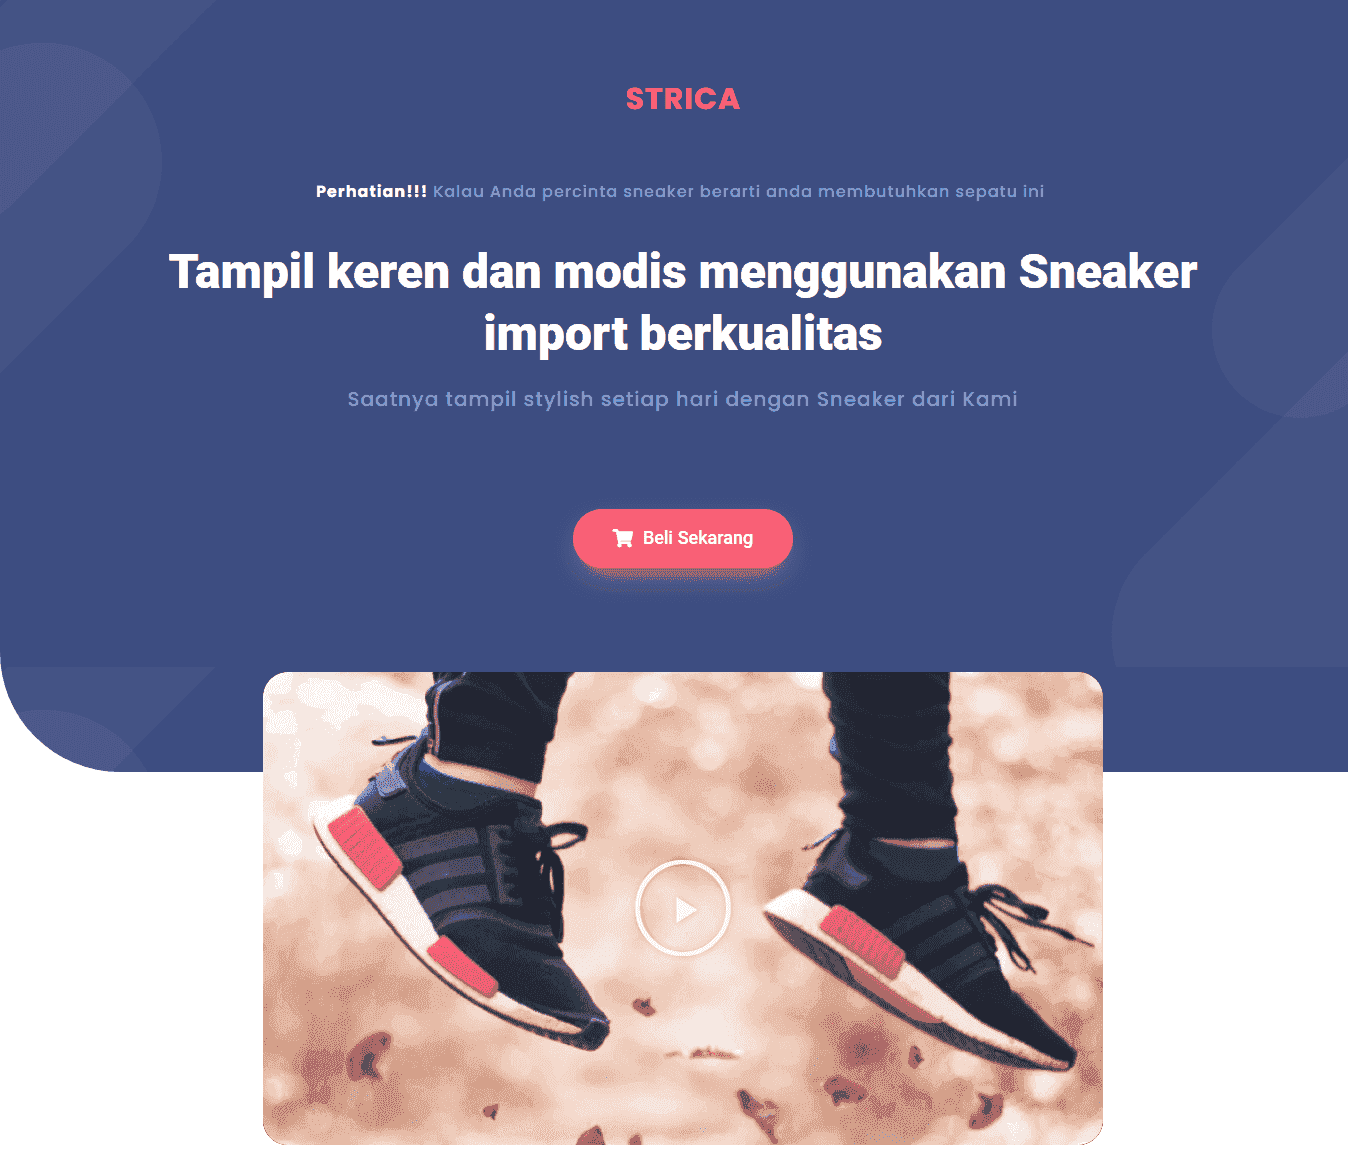 STRICA
Perhatian!!! Kalau Anda percinta sneaker berarti anda membutuhkan sepatu ini
Tampil keren dan modis menggunakan Sneaker
import berkualitas
Saatnya tampil stylish setiap hari dengan Sneaker dari Kami
Beli Sekarang